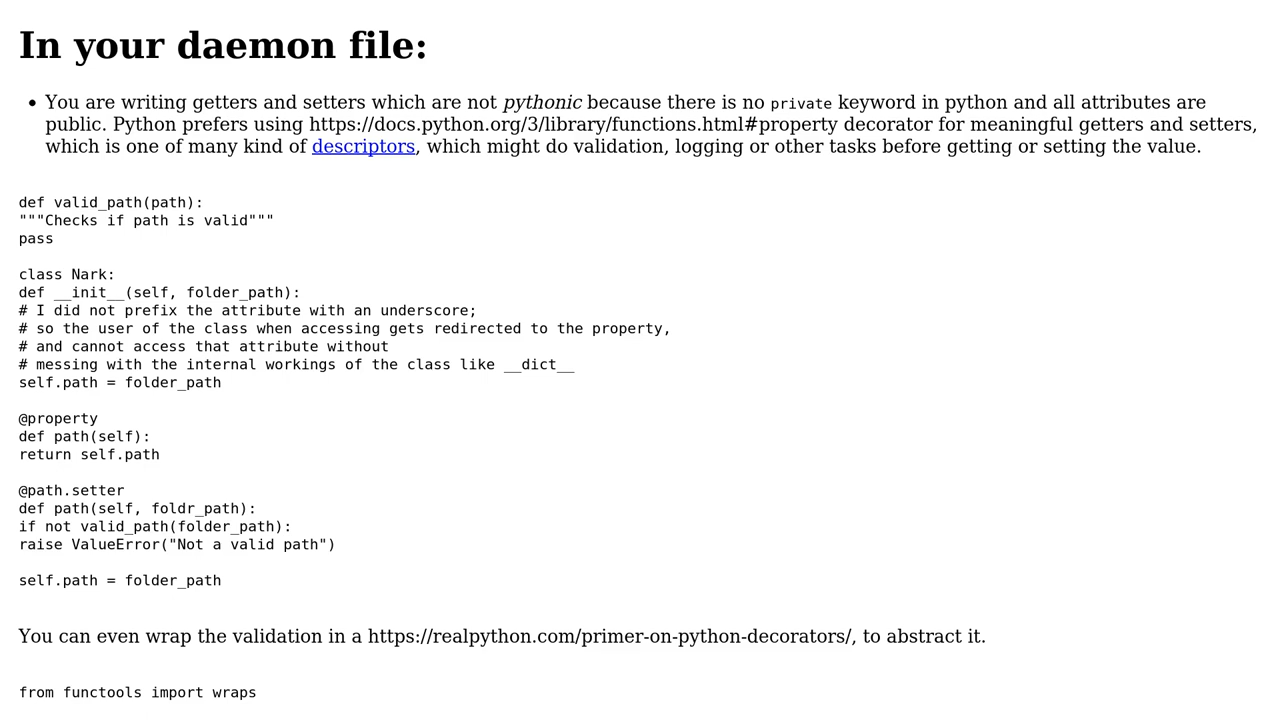 In your daemon file:
• You are writing getters and setters which are not pythonic because there is no private keyword in python and all attributes are
public. Python prefers using https://docs.python.org/3/library/functions.html#property decorator for meaningful getters and setters,
which is one of many kind of descriptors, which might do validation, logging or other tasks before getting or setting the value.
def valid_path(path):
"""Checks if path is valid"""
pass
class Nark:
def __init__(self, folder_path):
# I did not prefix the attribute with an underscore;
# so the user of the class when accessing gets redirected to the property,
# and cannot access that attribute without
# messing with the internal workings of the class like __dict__
self.path = folder_path
@property
def path(self):
return self.path
@path.setter
def path(self, foldr_path):
if not valid_path(folder_path):
raise ValueError("Not a valid path")
self.path = folder_path
You can even wrap the validation in a https://realpython.com/primer-on-python-decorators/, to abstract it.
from functools import wraps